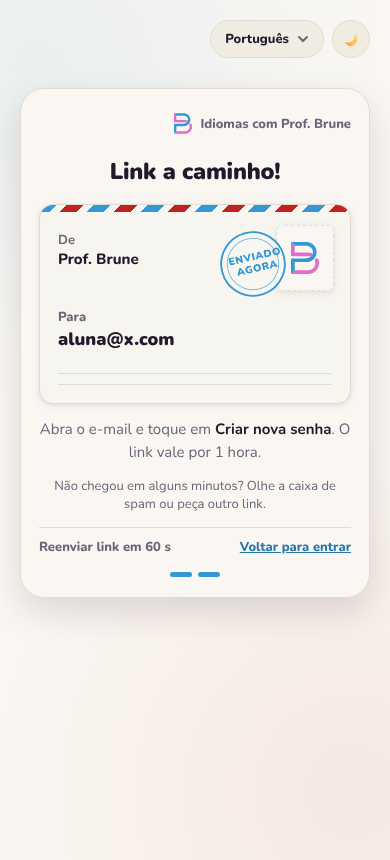 Português
Idiomas com Prof. Brune
Link a caminho!
De
Prof. Brune
ENVIADO
AGORA
Para
aluna@x.com
Abra o e-mail e toque em Criar nova senha. O
link vale por 1 hora.
Não chegou em alguns minutos? Olhe a caixa de
spam ou peça outro link.
Reenviar link em 60 s
Voltar para entrar